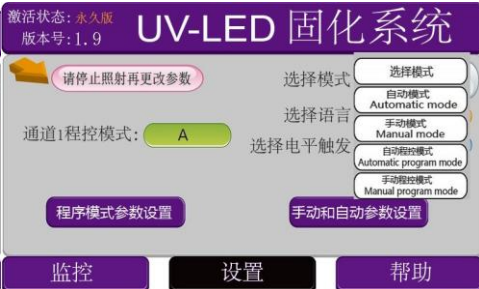 激活状态:永久版
版本号:1.9
UV-LED 固化系统
请停止照射再更改参数
通道1程控模式:
A
选择模式
选择语言
选择电平触发
选择模式
自动模式
Automatic mode
手动模式
Manual mode
自动程控模式
Automatic program mode
手动程控模式
Manual program mode
程序模式参数设置
手动和自动参数设置
监控
设置
帮助